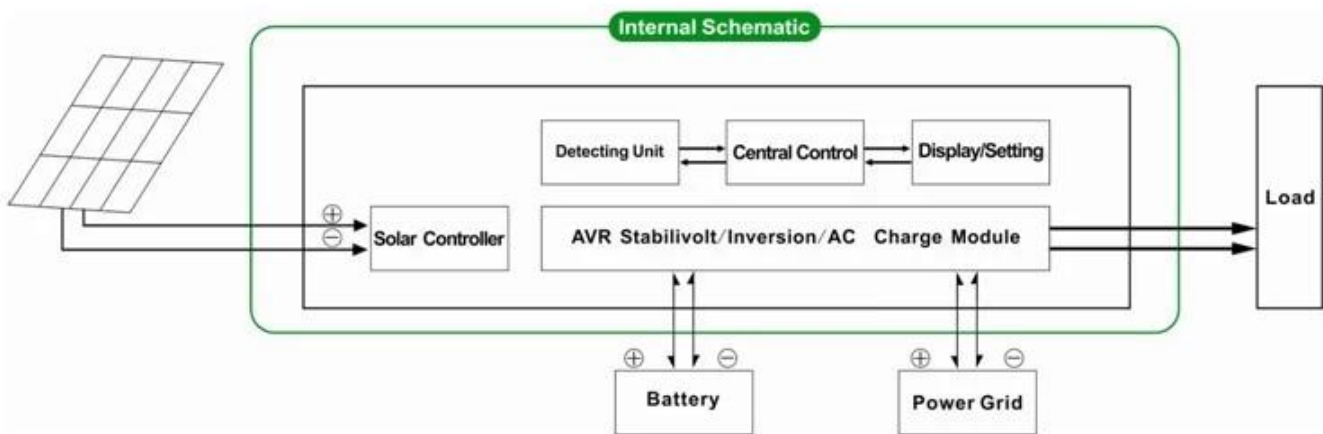 Internal Schematic
Detecting Unit
Central Control
Display/Setting
Load
⊕
⊖
Solar Controller
AVR Stabilivolt/Inversion/AC Charge Module
⊕ ⊖
⊕ ⊖
Battery
Power Grid